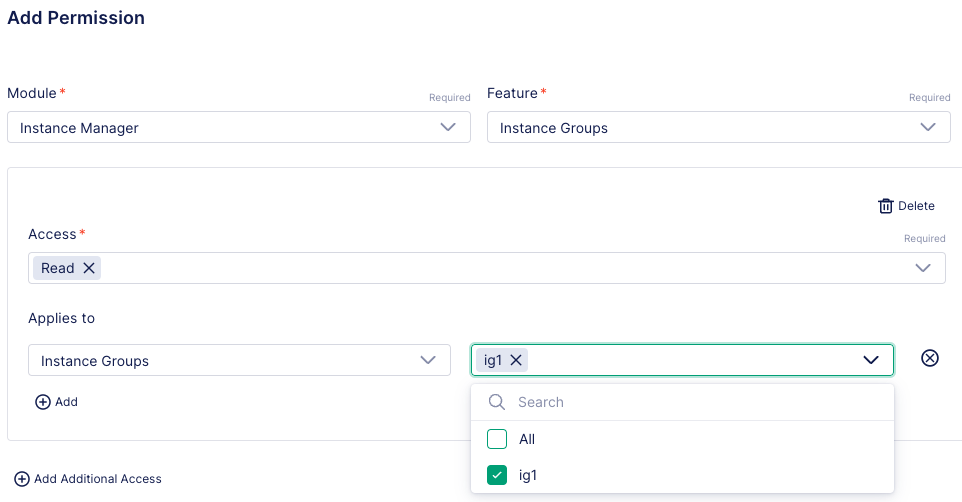 Add Permission
Module* Required Feature* Required
Instance Manager Instance Groups
Delete
Access* Required
Read
Applies to
Instance Groups ig1
Add Search
All
Add Additional Access ig1